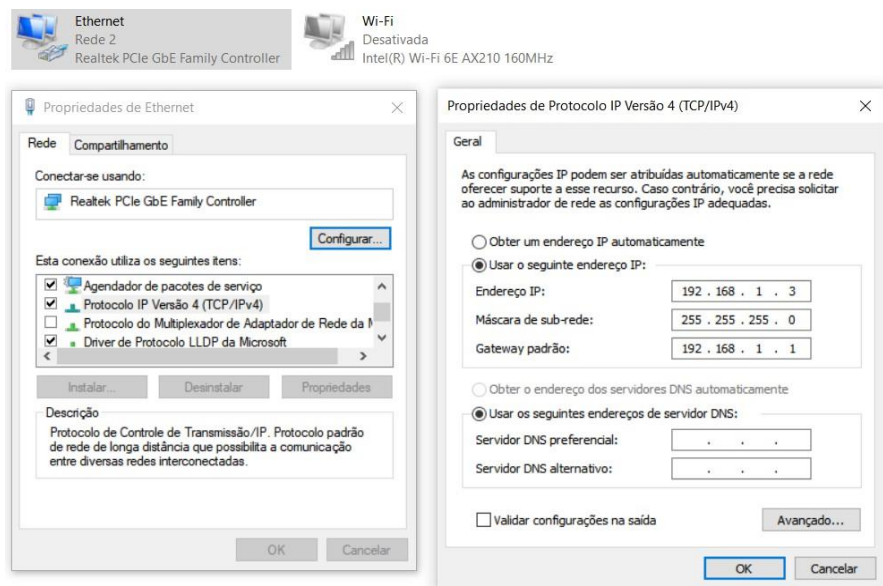 Ethernet
Rede 2
Realtek PCIe GbE Family Controller
Wi-Fi
Desativada
Intel(R) Wi-Fi 6E AX210 160MHz
Propriedades de Ethernet
Rede
Compartilhamento
Conectar-se usando:
Realtek PCIe GbE Family Controller
Configurar...
Esta conexão utiliza os seguintes itens:
Agendador de pacotes de serviço
Protocolo IP Versão 4 (TCP/IPv4)
Protocolo do Multiplexador de Adaptador de Rede da
Driver de Protocolo LLDP da Microsoft
Instalar...
Desinstalar
Propriedades
Descrição
Protocolo de Controle de Transmissão/IP. Protocolo padrão
de rede de longa distância que possibilita a comunicação
entre diversas redes interconectadas.
OK
Cancelar
Propriedades de Protocolo IP Versão 4 (TCP/IPv4)
Geral
As configurações IP podem ser atribuídas automaticamente se a rede
oferecer suporte a esse recurso. Caso contrário, você precisa solicitar
ao administrador de rede as configurações IP adequadas.
Obter um endereço IP automaticamente
Usar o seguinte endereço IP:
Endereço IP: 192 . 168 . 1 . 3
Máscara de sub-rede: 255 . 255 . 255 . 0
Gateway padrão: 192 . 168 . 1 . 1
Obter o endereço dos servidores DNS automaticamente
Usar os seguintes endereços de servidor DNS:
Servidor DNS preferencial: . . .
Servidor DNS alternativo: . . .
Validar configurações na saída
Avançado...
OK
Cancelar